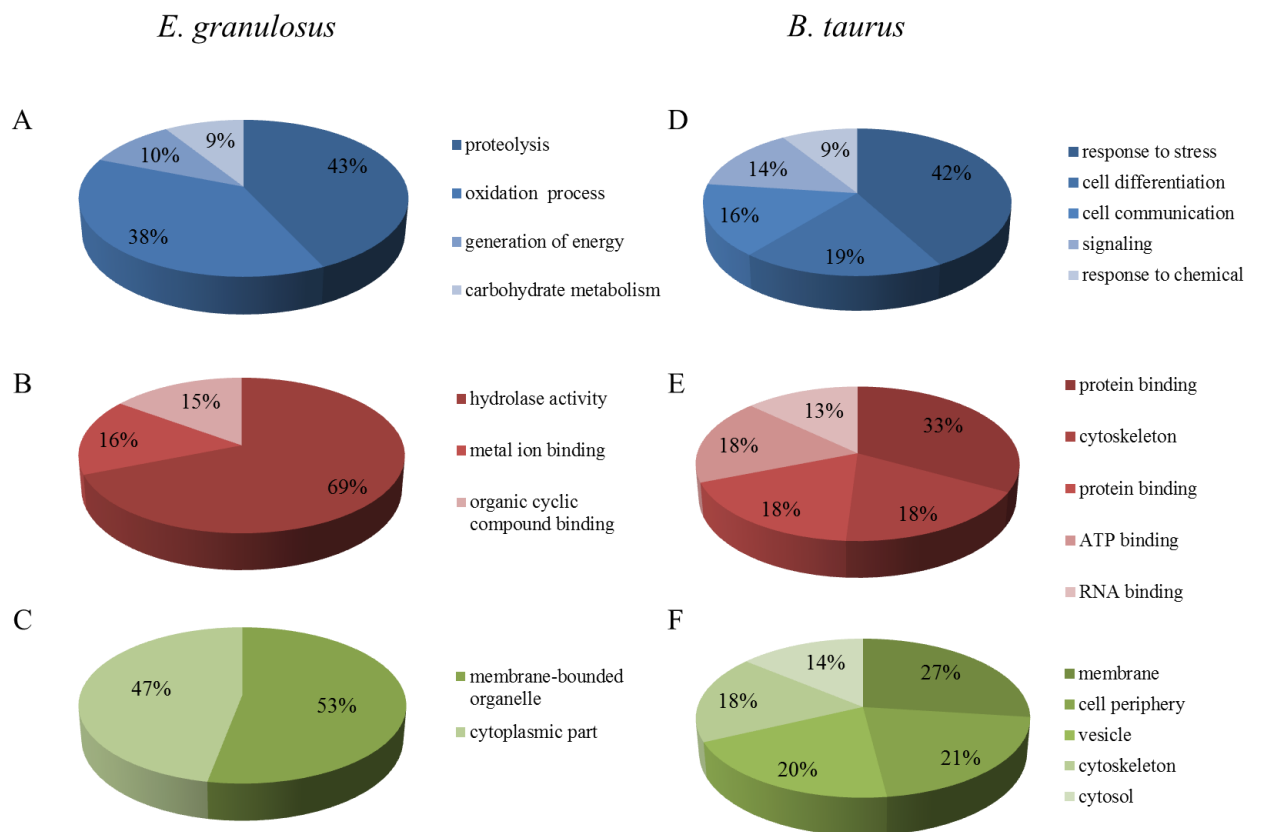 E. granulosus
B. taurus
A
9%
10%
43%
38%
proteolysis
oxidation process
generation of energy
carbohydrate metabolism
D
9%
14%
42%
16%
19%
response to stress
cell differentiation
cell communication
signaling
response to chemical
B
15%
16%
69%
hydrolase activity
metal ion binding
organic cyclic
compound binding
E
13%
33%
18%
18%
18%
protein binding
cytoskeleton
protein binding
ATP binding
RNA binding
C
47%
53%
membrane-bounded
organelle
cytoplasmic part
F
14%
27%
18%
21%
20%
membrane
cell periphery
vesicle
cytoskeleton
cytosol